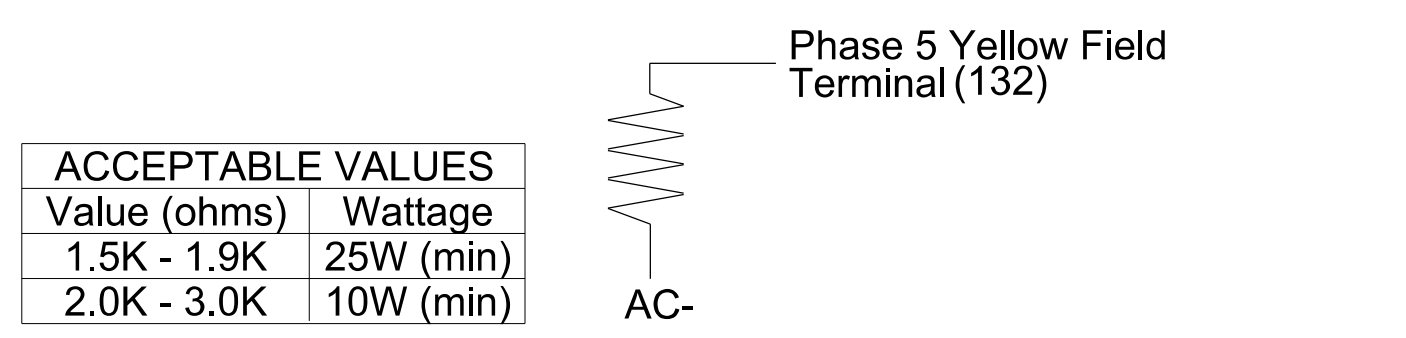 Phase 5 Yellow Field
Terminal (132)
ACCEPTABLE VALUES
Value (ohms) Wattage
1.5K - 1.9K 25W (min)
2.0K - 3.0K 10W (min)
AC-